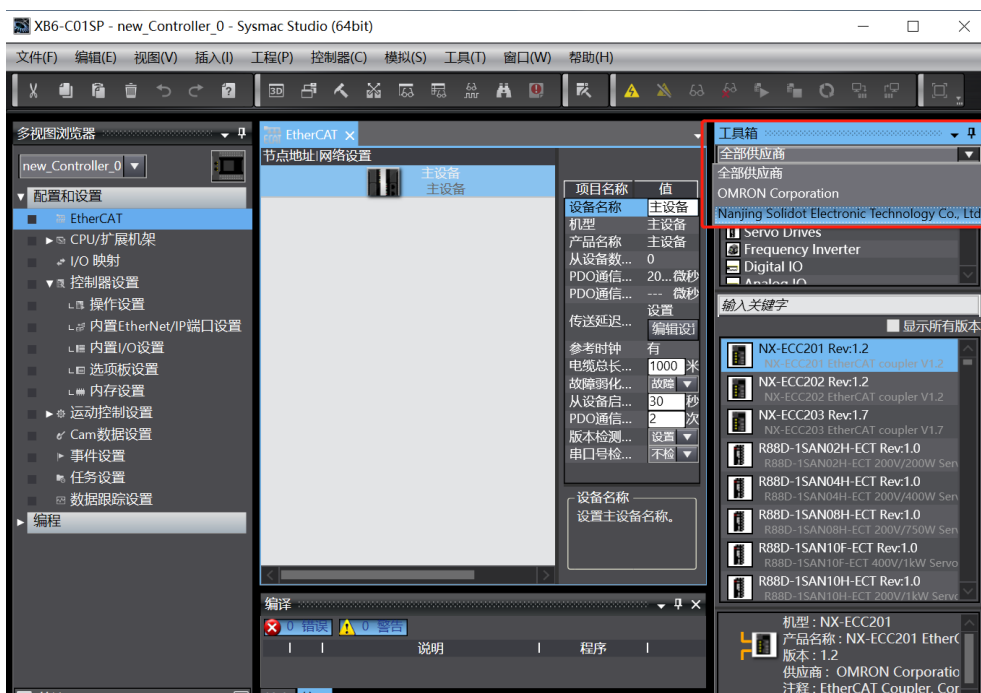 XB6-C01SP - new_Controller_0 - Sysmac Studio (64bit)
文件(F) 编辑(E) 视图(V) 插入(I) 工程(P) 控制器(C) 模拟(S) 工具(T) 窗口(W) 帮助(H)
多视图浏览器
new_Controller_0
配置和设置
EtherCAT
CPU/扩展机架
I/O 映射
控制器设置
操作设置
内置EtherNet/IP端口设置
内置I/O设置
选项板设置
内存设置
运动控制设置
Cam数据设置
事件设置
任务设置
数据跟踪设置
编程
EtherCAT
节点地址|网络设置
主设备
主设备
项目名称 值
设备名称 主设备
机型 主设备
产品名称 主设备
从设备数... 0
PDO通信... 20...微秒
PDO通信... --- 微秒
传送延迟... 设置
编辑设
参考时钟 有
电缆总长... 1000 米
故障弱化... 故障
从设备启... 30 秒
PDO通信... 2 次
版本检测... 设置
串口号检... 不检
设备名称
设置主设备名称。
编译
0 错误 0 警告
说明 程序
工具箱
全部供应商
全部供应商
OMRON Corporation
Nanjing Solidot Electronic Technology Co., Ltd
Servo Drives
Frequency Inverter
Digital IO
Analog IO
输入关键字
显示所有版本
NX-ECC201 Rev:1.2
NX-ECC201 EtherCAT coupler V1.2
NX-ECC202 Rev:1.2
NX-ECC202 EtherCAT coupler V1.2
NX-ECC203 Rev:1.7
NX-ECC203 EtherCAT coupler V1.7
R88D-1SAN02H-ECT Rev:1.0
R88D-1SAN02H-ECT 200V/200W Ser
R88D-1SAN04H-ECT Rev:1.0
R88D-1SAN04H-ECT 200V/400W Ser
R88D-1SAN08H-ECT Rev:1.0
R88D-1SAN08H-ECT 200V/750W Ser
R88D-1SAN10F-ECT Rev:1.0
R88D-1SAN10F-ECT 400V/1kW Servo
R88D-1SAN10H-ECT Rev:1.0
R88D-1SAN10H-ECT 200V/1kW Servo
机型 : NX-ECC201
产品名称 : NX-ECC201 EtherC
版本 : 1.2
供应商 : OMRON Corporatio
注释 : EtherCAT Coupler, Cor